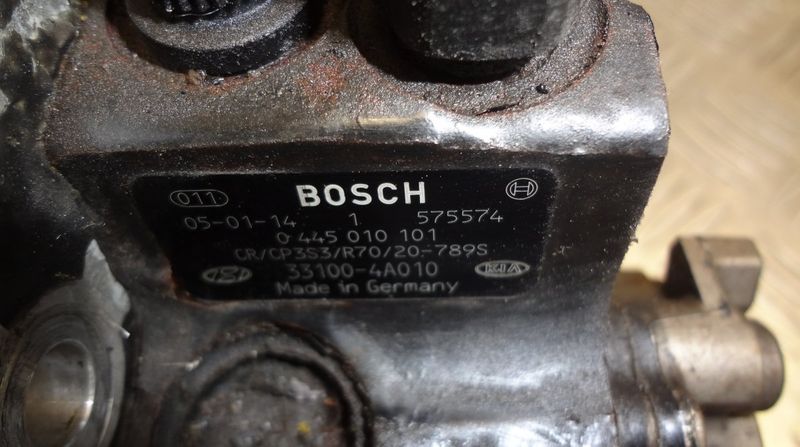 011 BOSCH
05-01-14 1 575574
0 445 010 101
CR/CP3S3/R70/20-789S
33100-4A010 KIA
Made in Germany